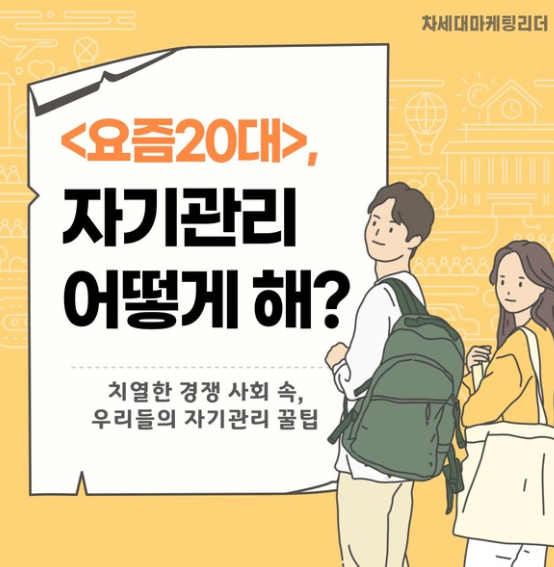 차세대마케팅리더
<요즘20대>,
자기관리
어떻게 해?
치열한 경쟁 사회 속,
우리들의 자기관리 꿀팁